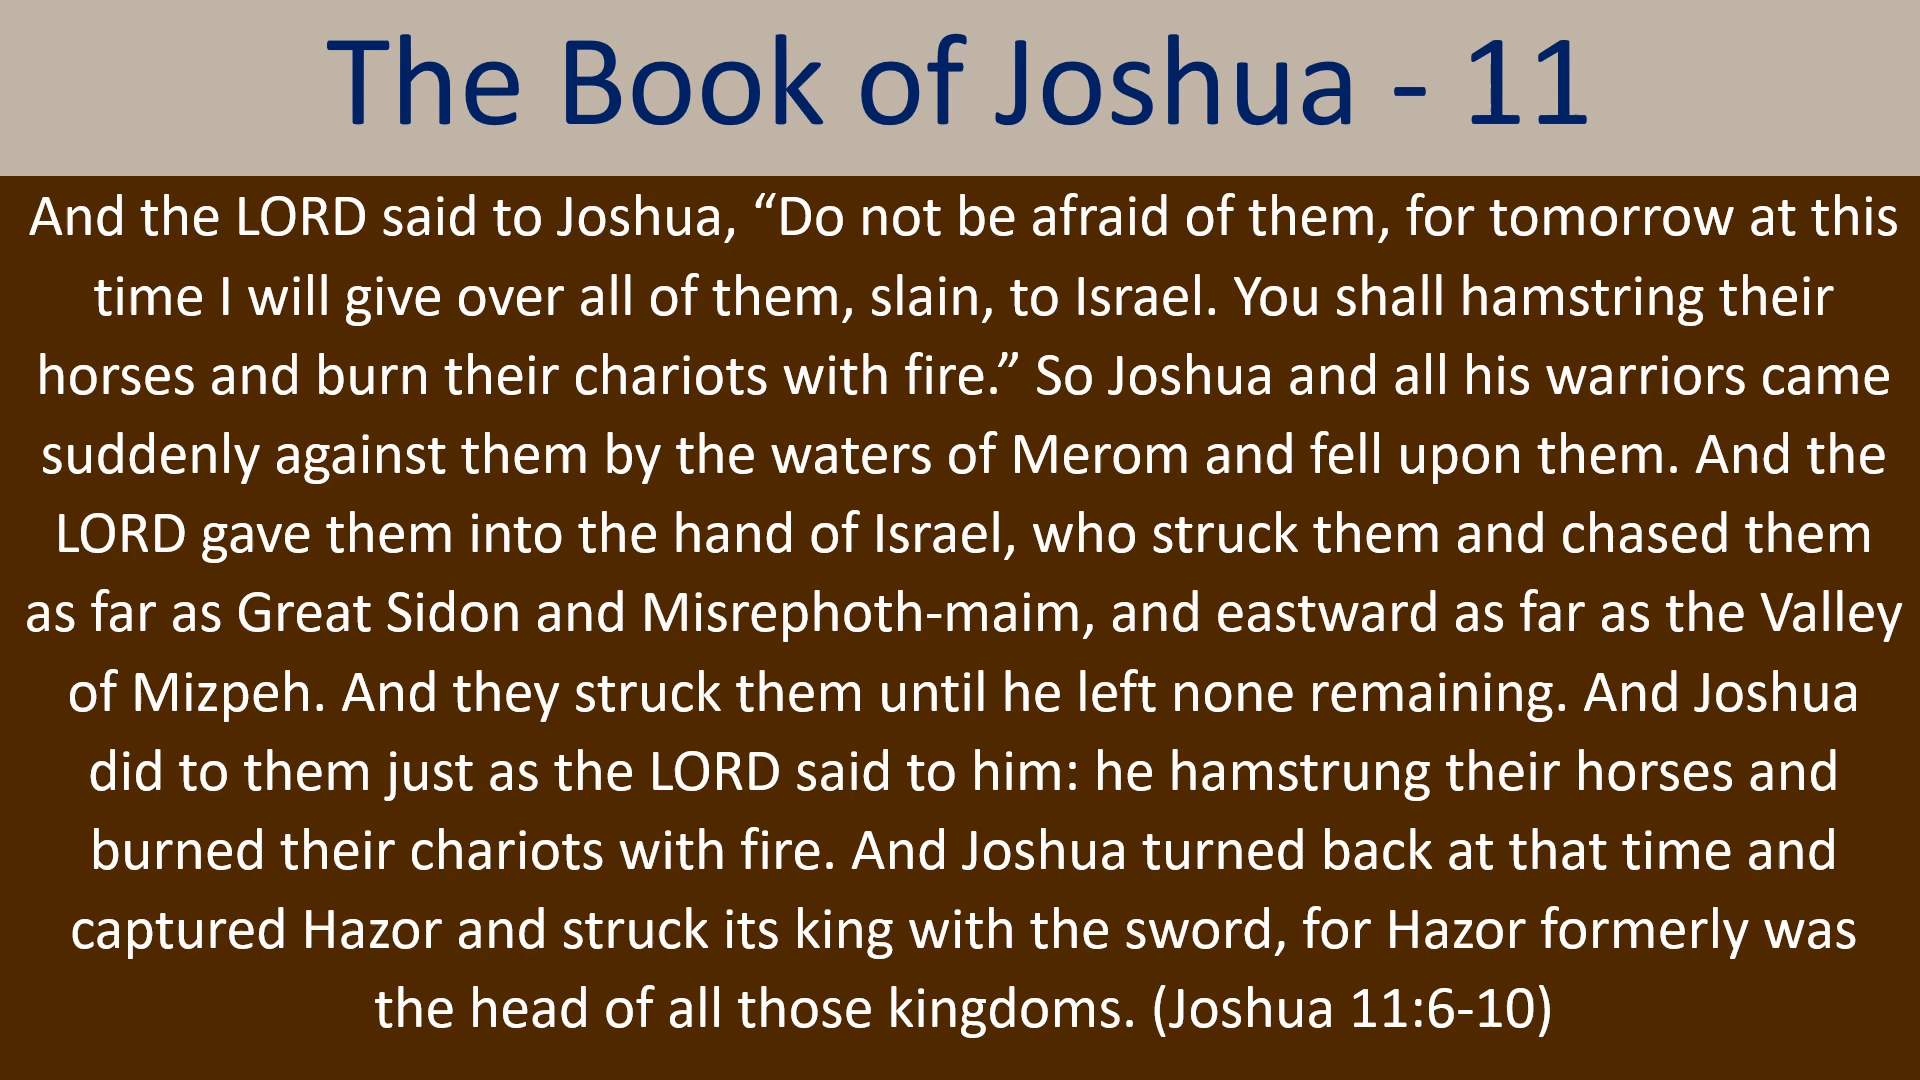 The Book of Joshua - 11
And the LORD said to Joshua, “Do not be afraid of them, for tomorrow at this
time I will give over all of them, slain, to Israel. You shall hamstring their
horses and burn their chariots with fire.” So Joshua and all his warriors came
suddenly against them by the waters of Merom and fell upon them. And the
LORD gave them into the hand of Israel, who struck them and chased them
as far as Great Sidon and Misrephoth-maim, and eastward as far as the Valley
of Mizpeh. And they struck them until he left none remaining. And Joshua
did to them just as the LORD said to him: he hamstrung their horses and
burned their chariots with fire. And Joshua turned back at that time and
captured Hazor and struck its king with the sword, for Hazor formerly was
the head of all those kingdoms. (Joshua 11:6-10)